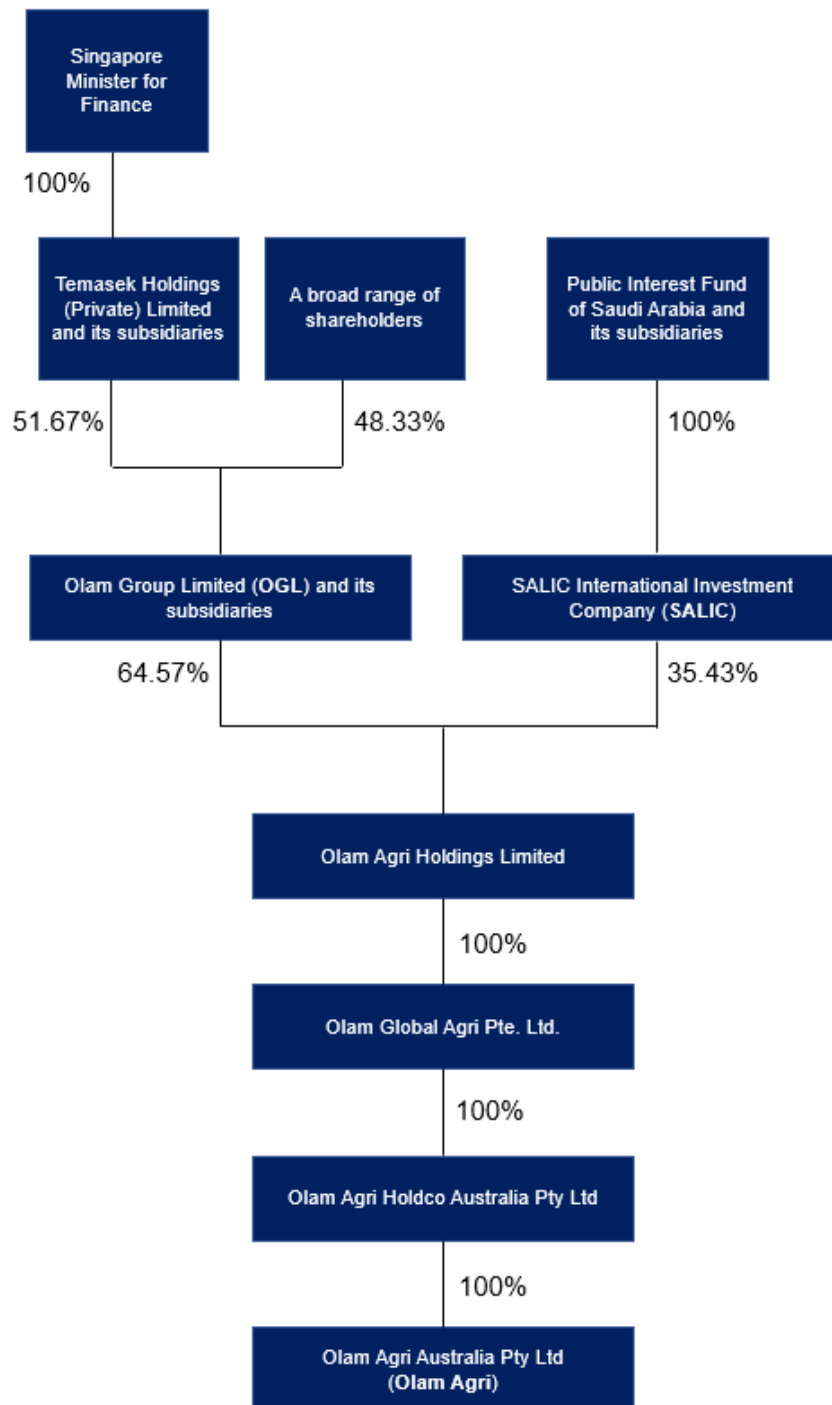 Singapore
Minister for
Finance
100%
Temasek Holdings
(Private) Limited
and its subsidiaries
A broad range of
shareholders
Public Interest Fund
of Saudi Arabia and
its subsidiaries
51.67%
48.33%
100%
Olam Group Limited (OGL) and its
subsidiaries
SALIC International Investment
Company (SALIC)
64.57%
35.43%
Olam Agri Holdings Limited
100%
Olam Global Agri Pte. Ltd.
100%
Olam Agri Holdco Australia Pty Ltd
100%
Olam Agri Australia Pty Ltd
(Olam Agri)